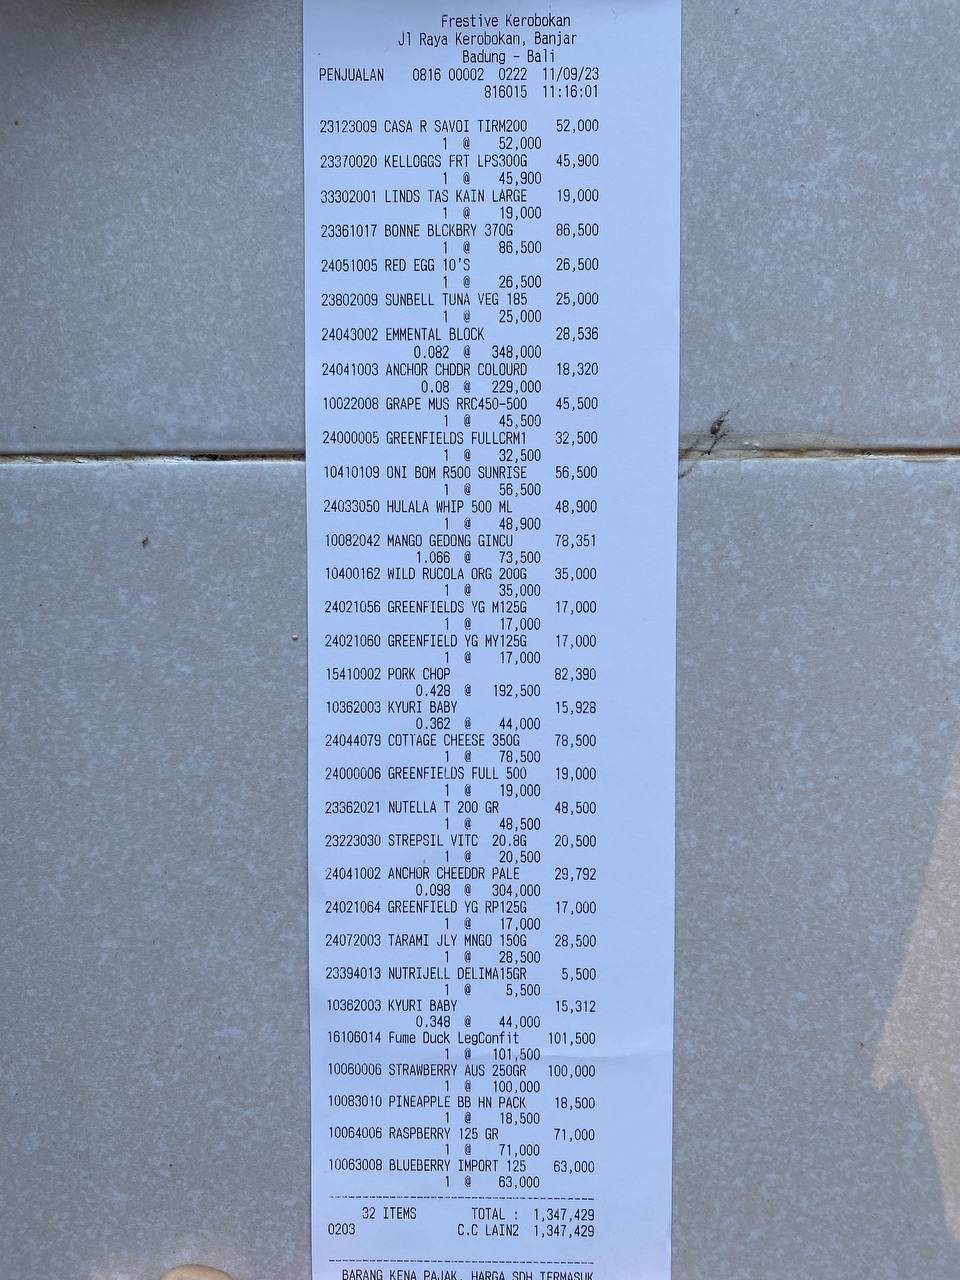 Frestive Kerobokan
Jl Raya Kerobokan, Banjar
Badung - Bali
PENJUALAN 0816 00002 0222 11/09/23
816015 11:16:01
23123009 CASA R SAVOI TIRM200 52,000
1 @ 52,000
23370020 KELLOGGS FRT LPS300G 45,900
1 @ 45,900
33302001 LINDS TAS KAIN LARGE 19,000
1 @ 19,000
23361017 BONNE BLCKBRY 370G 86,500
1 @ 86,500
24051005 RED EGG 10'S 26,500
1 @ 26,500
23802009 SUNBELL TUNA VEG 185 25,000
1 @ 25,000
24043002 EMMENTAL BLOCK 28,536
0.082 @ 348,000
24041003 ANCHOR CHDDR COLOURD 18,320
0.08 @ 229,000
10022008 GRAPE MUS RRC450-500 45,500
1 @ 45,500
24000005 GREENFIELDS FULLCRM1 32,500
1 @ 32,500
10410109 ONI BOM R500 SUNRISE 56,500
1 @ 56,500
24033050 HULALA WHIP 500 ML 48,900
1 @ 48,900
10082042 MANGO GEDONG GINCU 78,351
1.066 @ 73,500
10400162 WILD RUCOLA ORG 200G 35,000
1 @ 35,000
24021056 GREENFIELDS YG M125G 17,000
1 @ 17,000
24021060 GREENFIELD YG MY125G 17,000
1 @ 17,000
15410002 PORK CHOP 82,390
0.428 @ 192,500
10362003 KYURI BABY 15,928
0.362 @ 44,000
24044079 COTTAGE CHEESE 350G 78,500
1 @ 78,500
24000006 GREENFIELDS FULL 500 19,000
1 @ 19,000
23362021 NUTELLA T 200 GR 48,500
1 @ 48,500
23223030 STREPSIL VITC 20.8G 20,500
1 @ 20,500
24041002 ANCHOR CHEEDDR PALE 29,792
0.098 @ 304,000
24021064 GREENFIELD YG RP125G 17,000
1 @ 17,000
24072003 TARAMI JLY MNGO 150G 28,500
1 @ 28,500
23394013 NUTRIJELL DELIMA15GR 5,500
1 @ 5,500
10362003 KYURI BABY 15,312
0.348 @ 44,000
16106014 Fume Duck LegConfit 101,500
1 @ 101,500
10060006 STRAWBERRY AUS 250GR 100,000
1 @ 100,000
10083010 PINEAPPLE BB HN PACK 18,500
1 @ 18,500
10064006 RASPBERRY 125 GR 71,000
1 @ 71,000
10063008 BLUEBERRY IMPORT 125 63,000
1 @ 63,000
32 ITEMS TOTAL : 1,347,429
0203 C.C LAIN2 1,347,429
BARANG KENA PAJAK, HARGA SDH TERMASUK